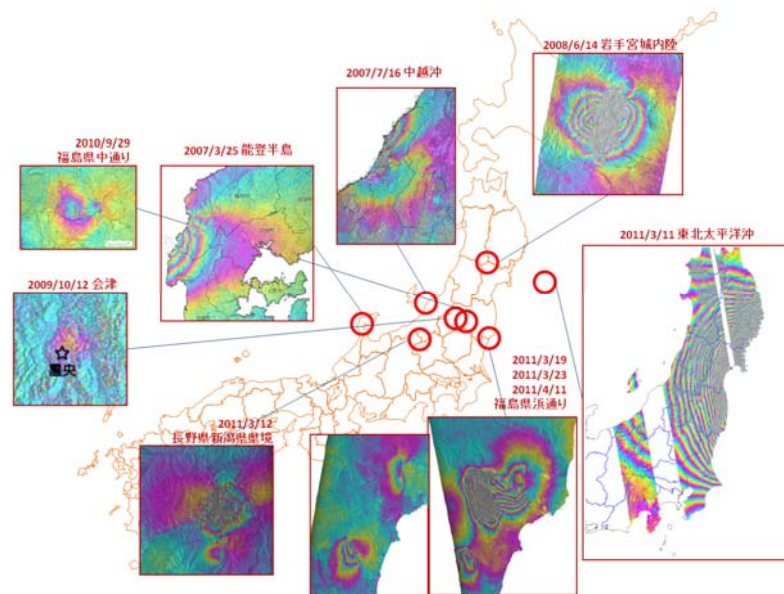 2008/6/14 岩手宮城内陸
2007/7/16 中越沖
2010/9/29
福島県中通り
2007/3/25 能登半島
2011/3/11 東北太平洋沖
2009/10/12 会津
震央
2011/3/19
2011/3/23
2011/4/11
福島県浜通り
2011/3/12
長野県新潟県県境